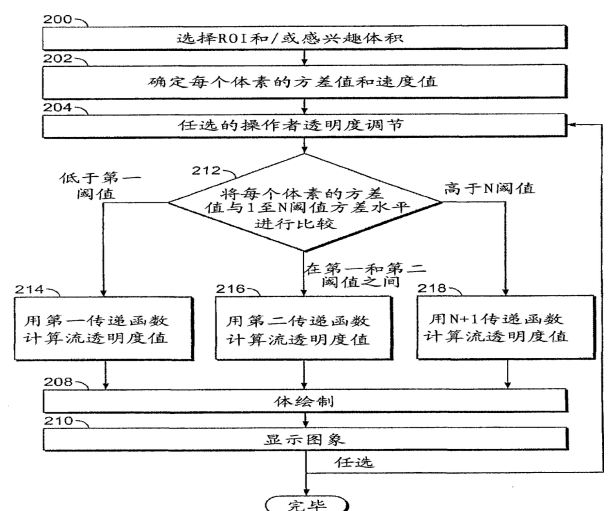 200
选择ROI和/或感兴趣体积
202
确定每个体素的方差值和速度值
204
任选的操作者透明度调节
212
低于第一
阈值
将每个体素的方差
值与1至N阈值方差水平
进行比较
高于N阈值
在第一和第二
阈值之间
214
用第一传递函数
计算流透明度值
216
用第二传递函数
计算流透明度值
218
用N+1传递函数
计算流透明度值
208
体绘制
210
显示图象
任选
完毕